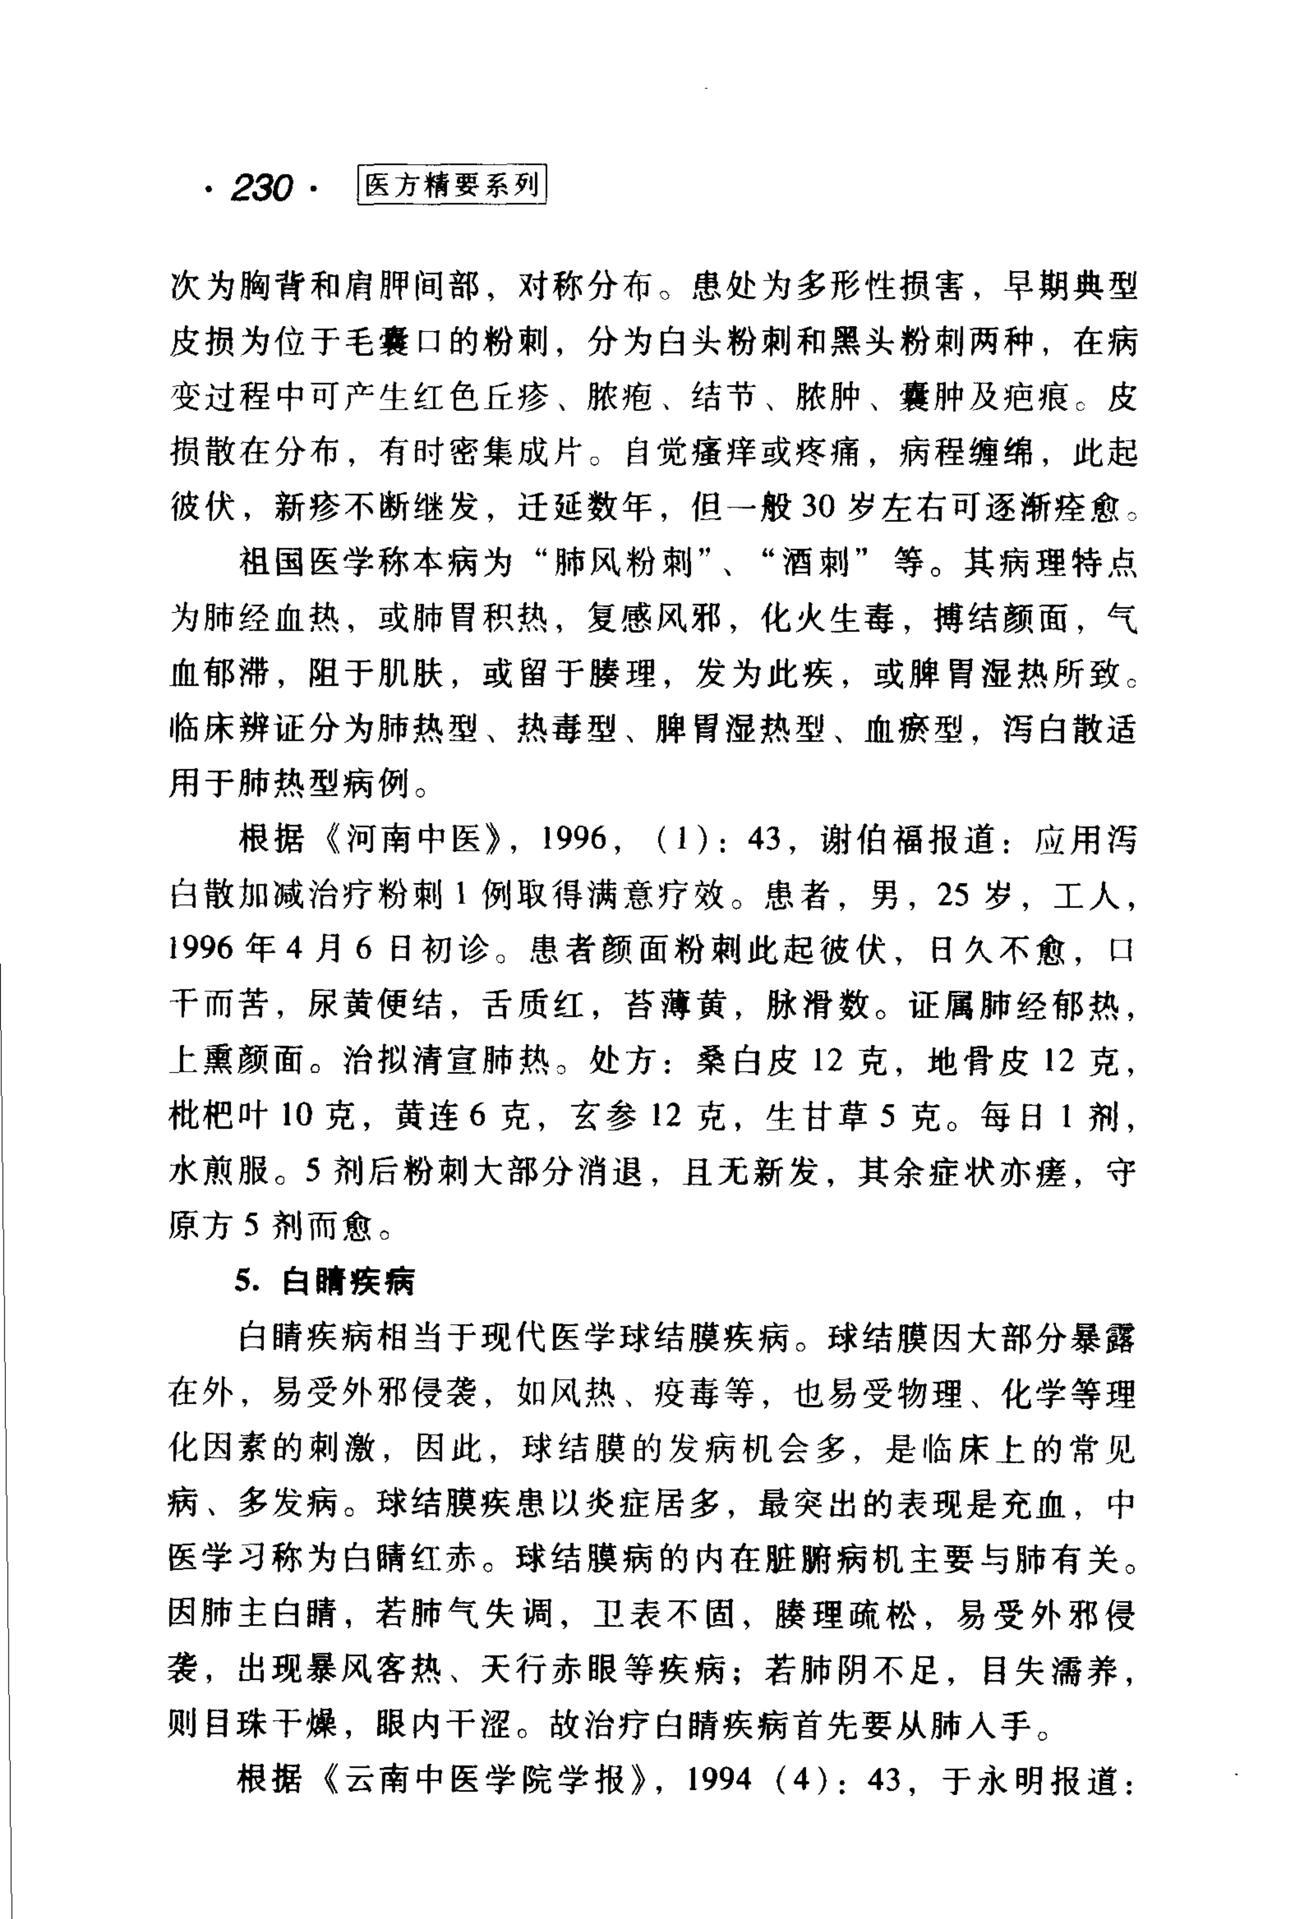 · 230 · 医方精要系列
次为胸背和肩胛间部，对称分布。患处为多形性损害，早期典型
皮损为位于毛囊口的粉刺，分为白头粉刺和黑头粉刺两种，在病
变过程中可产生红色丘疹、脓疱、结节、脓肿、囊肿及疤痕。皮
损散在分布，有时密集成片。自觉瘙痒或疼痛，病程缠绵，此起
彼伏，新疹不断继发，迁延数年，但一般 30 岁左右可逐渐痊愈。
祖国医学称本病为“肺风粉刺”、“酒刺”等。其病理特点
为肺经血热，或肺胃积热，复感风邪，化火生毒，搏结颜面，气
血郁滞，阻于肌肤，或留于腠理，发为此疾，或脾胃湿热所致。
临床辨证分为肺热型、热毒型、脾胃湿热型、血瘀型，泻白散适
用于肺热型病例。
根据《河南中医》，1996，（1）：43，谢伯福报道：应用泻
白散加减治疗粉刺 1 例取得满意疗效。患者，男，25 岁，工人，
1996 年 4 月 6 日初诊。患者颜面粉刺此起彼伏，日久不愈，口
干而苦，尿黄便结，舌质红，苔薄黄，脉滑数。证属肺经郁热，
上熏颜面。治拟清宣肺热。处方：桑白皮 12 克，地骨皮 12 克，
枇杷叶 10 克，黄连 6 克，玄参 12 克，生甘草 5 克。每日 1 剂，
水煎服。5 剂后粉刺大部分消退，且无新发，其余症状亦瘥，守
原方 5 剂而愈。
5. 白睛疾病
白睛疾病相当于现代医学球结膜疾病。球结膜因大部分暴露
在外，易受外邪侵袭，如风热、疫毒等，也易受物理、化学等理
化因素的刺激，因此，球结膜的发病机会多，是临床上的常见
病、多发病。球结膜疾患以炎症居多，最突出的表现是充血，中
医学习称为白睛红赤。球结膜病的内在脏腑病机主要与肺有关。
因肺主白睛，若肺气失调，卫表不固，腠理疏松，易受外邪侵
袭，出现暴风客热、天行赤眼等疾病；若肺阴不足，目失濡养，
则目珠干燥，眼内干涩。故治疗白睛疾病首先要从肺入手。
根据《云南中医学院学报》，1994（4）：43，于永明报道：